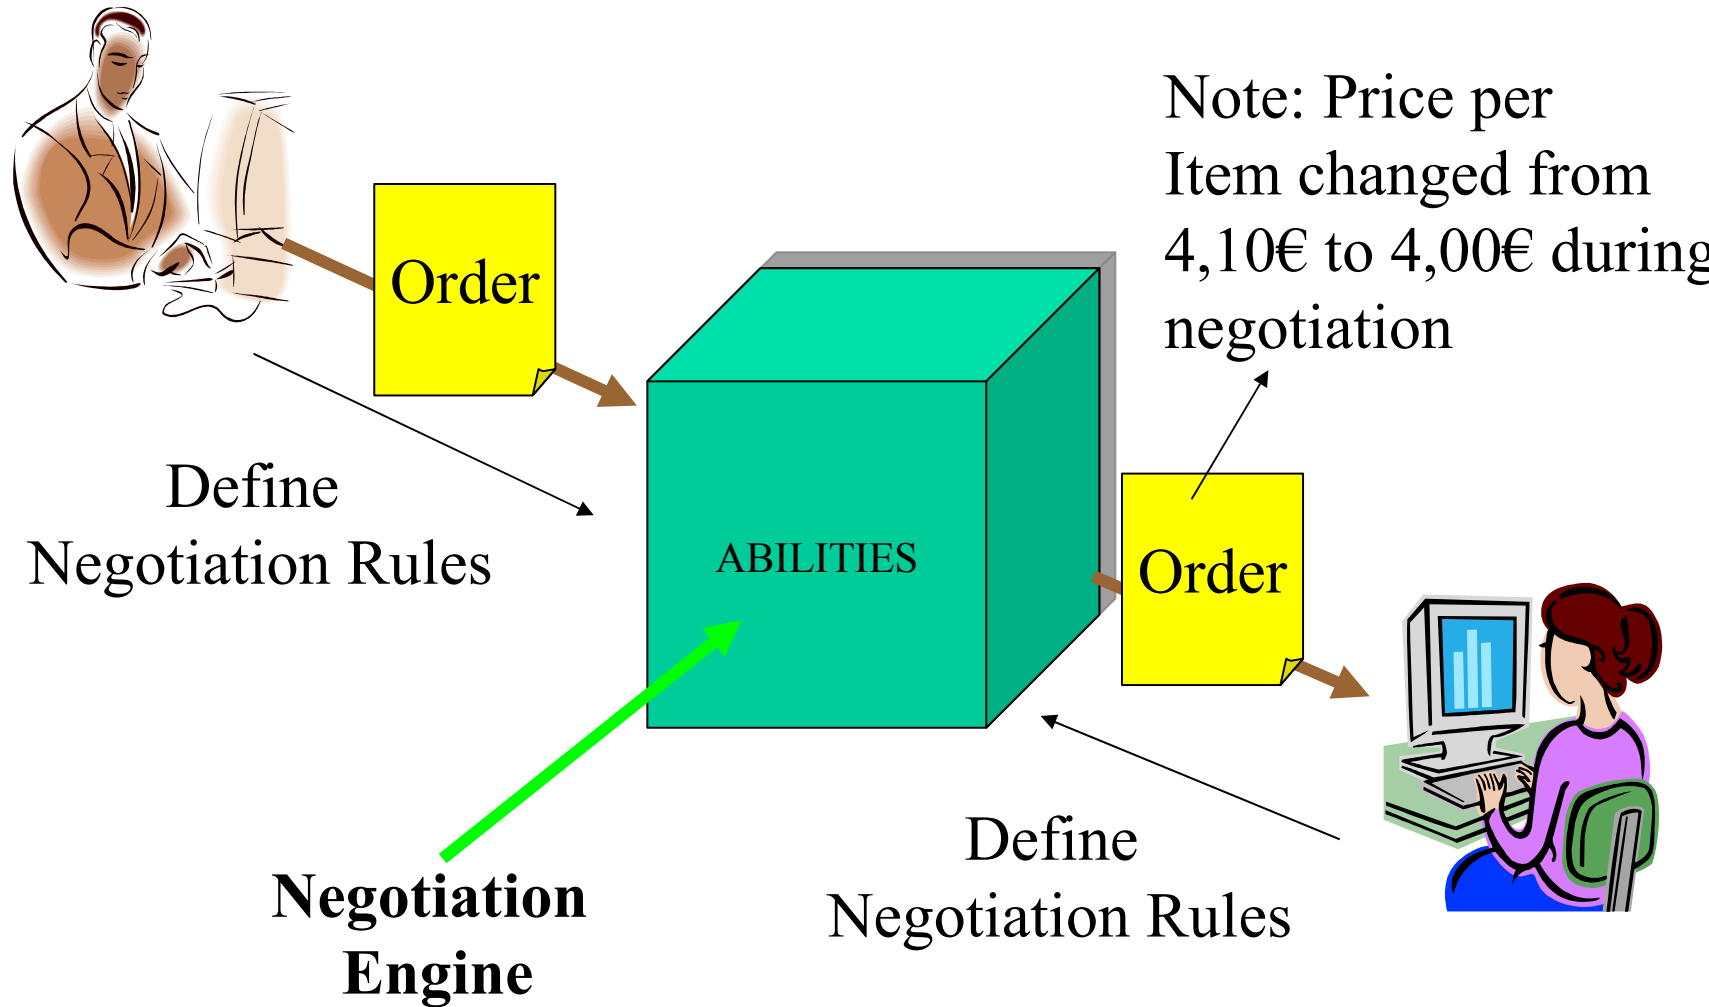 Note: Price per
Item changed from
4,10€ to 4,00€ during
negotiation
Order
Define
Negotiation Rules
ABILITIES
Order
Define
Negotiation Rules
Negotiation
Engine